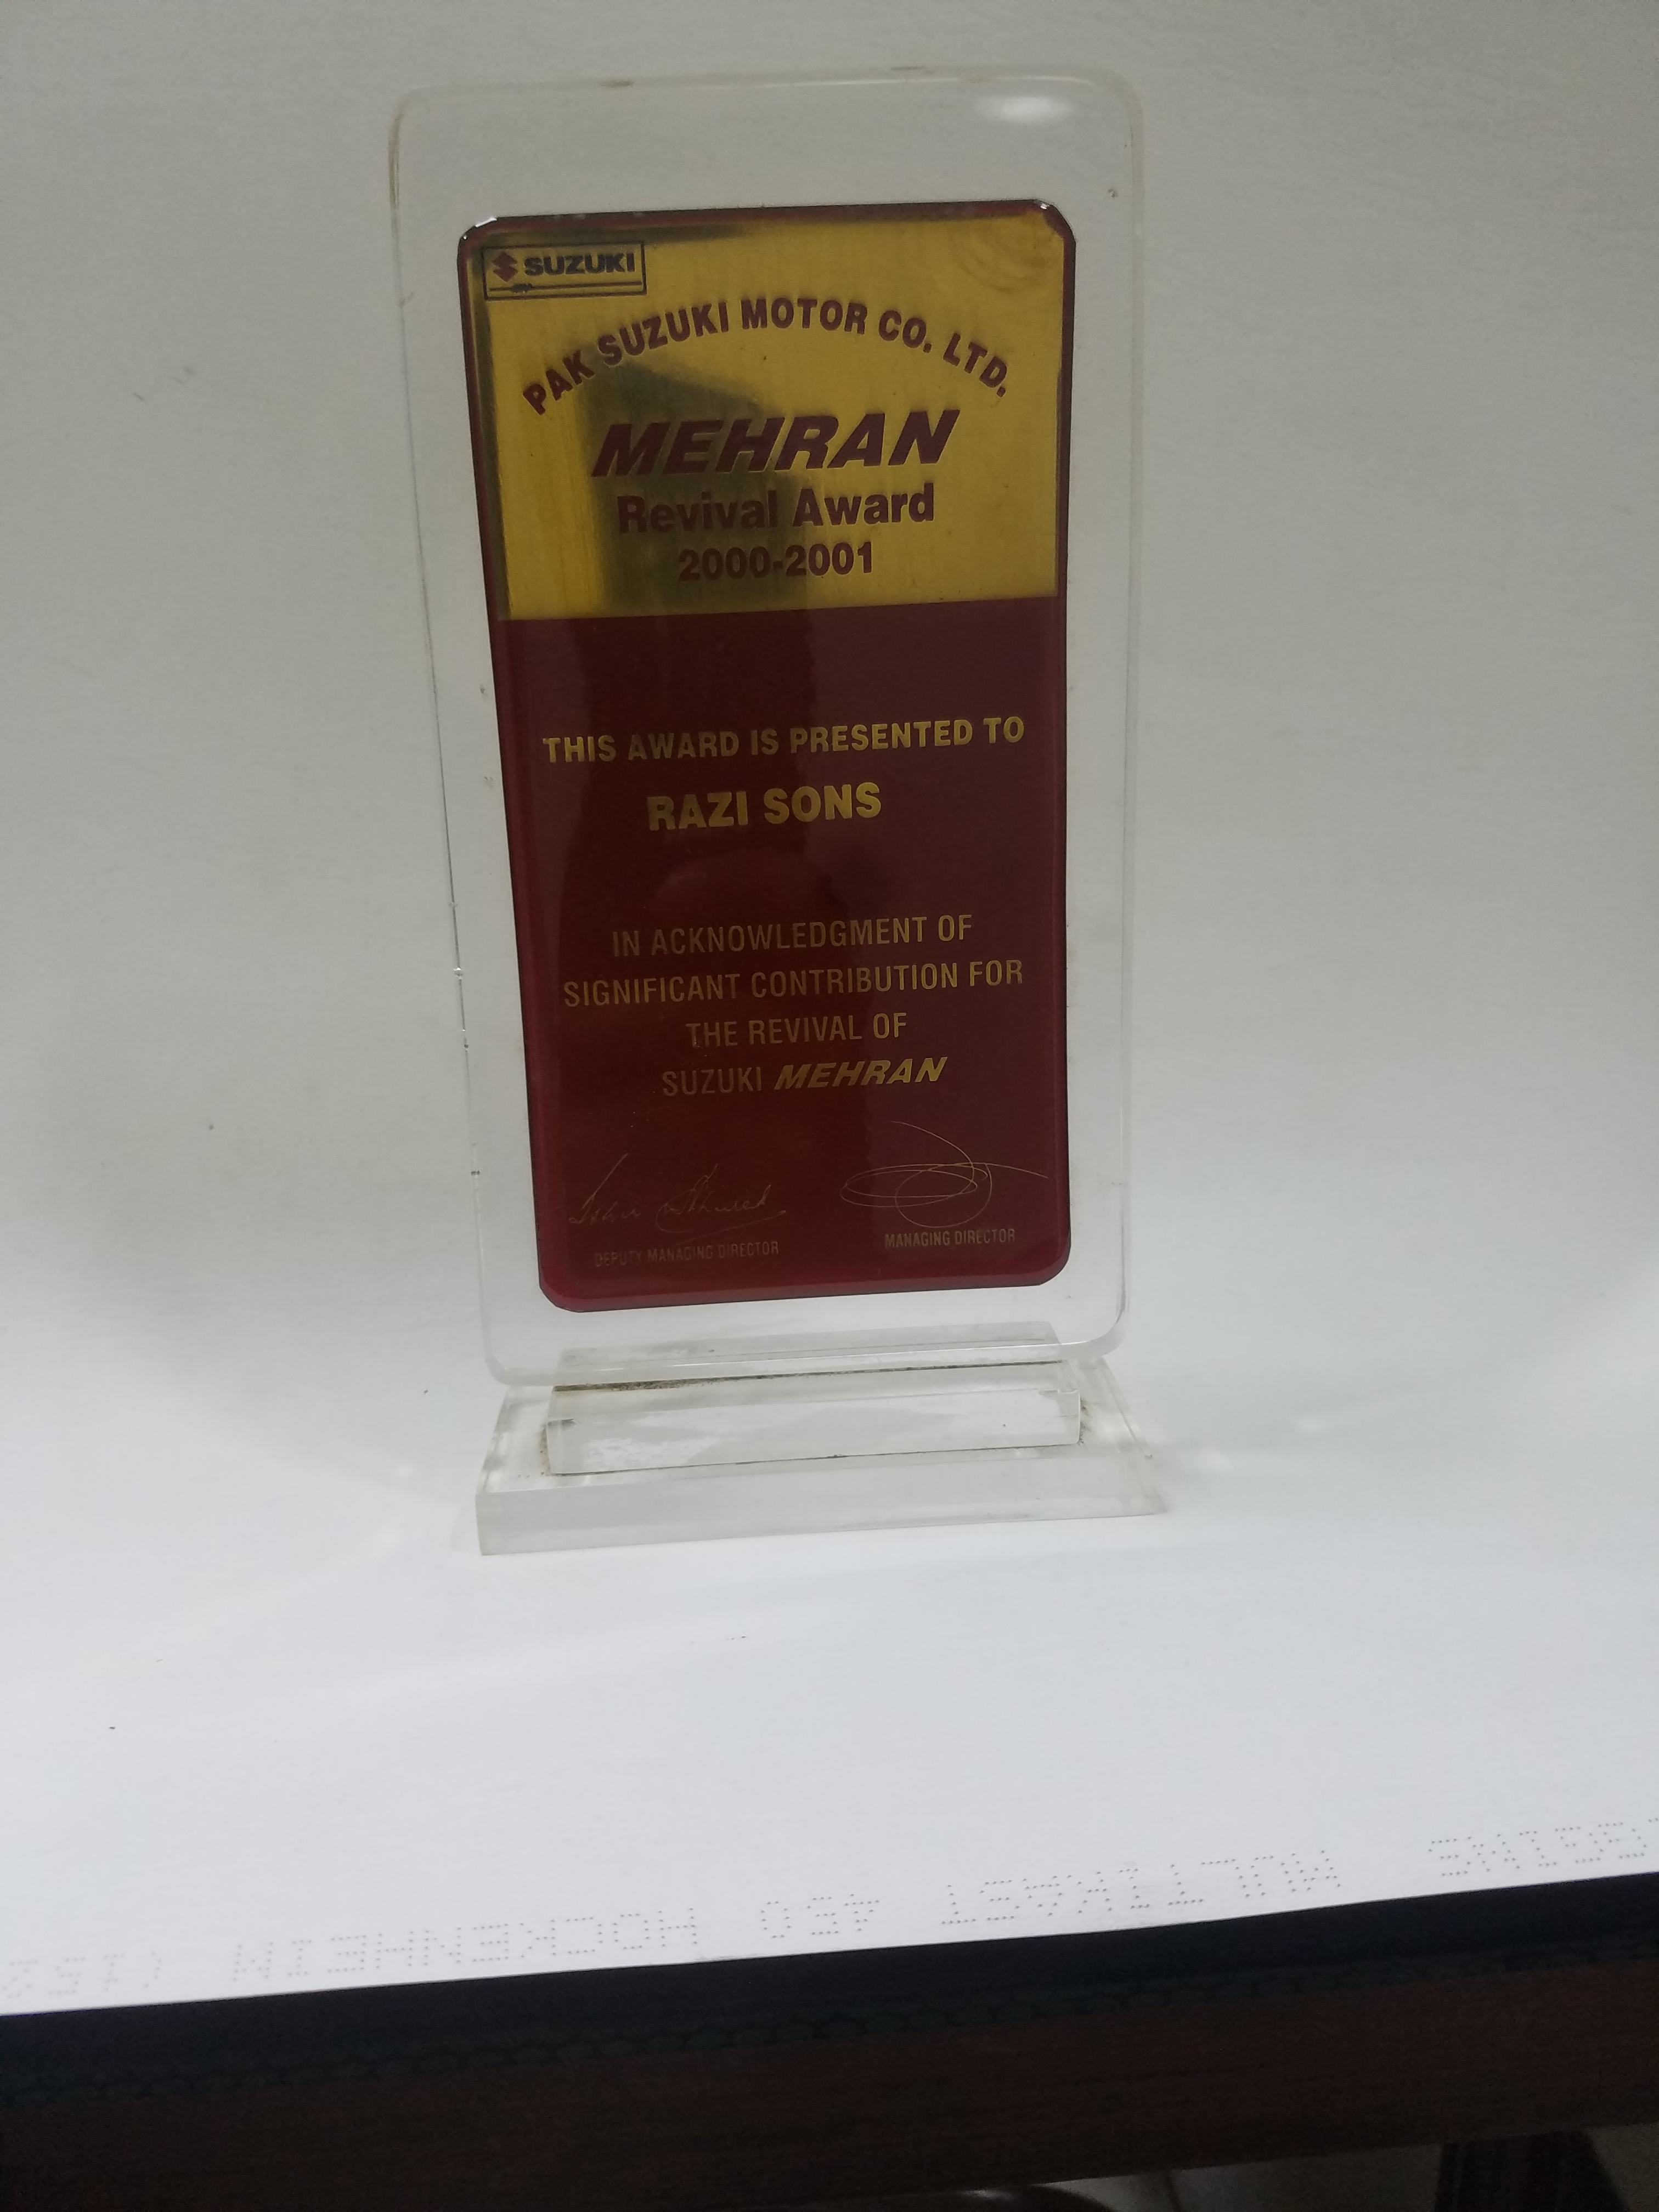 SUZUKI
PAK SUZUKI MOTOR CO. LTD.
MEHRAN
Revival Award
2000-2001
THIS AWARD IS PRESENTED TO
RAZI SONS
IN ACKNOWLEDGMENT OF
SIGNIFICANT CONTRIBUTION FOR
THE REVIVAL OF
SUZUKI MEHRAN
DEPUTY MANAGING DIRECTOR
MANAGING DIRECTOR